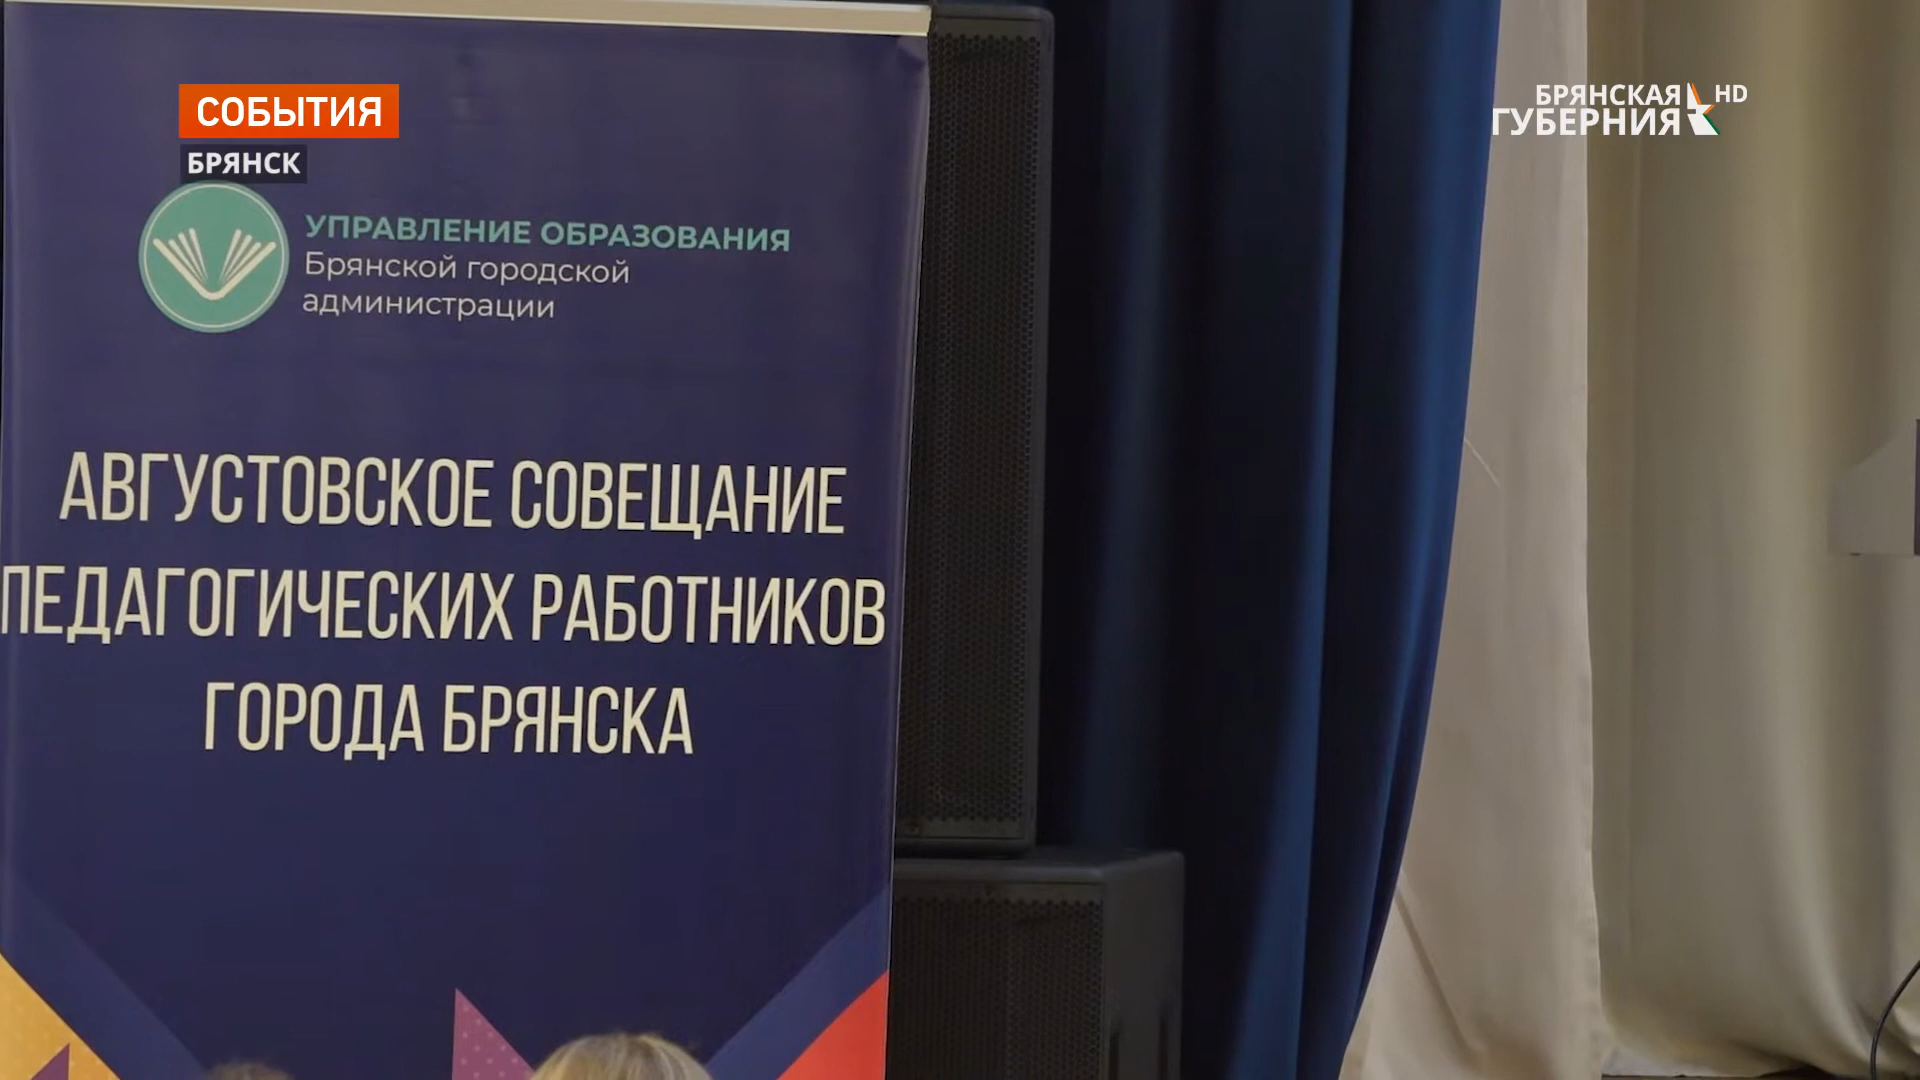 СОБЫТИЯ
БРЯНСК
БРЯНСКАЯ HD
ГУБЕРНИЯ
УПРАВЛЕНИЕ ОБРАЗОВАНИЯ
Брянской городской
администрации
АВГУСТОВСКОЕ СОВЕЩАНИЕ
ПЕДАГОГИЧЕСКИХ РАБОТНИКОВ
ГОРОДА БРЯНСКА